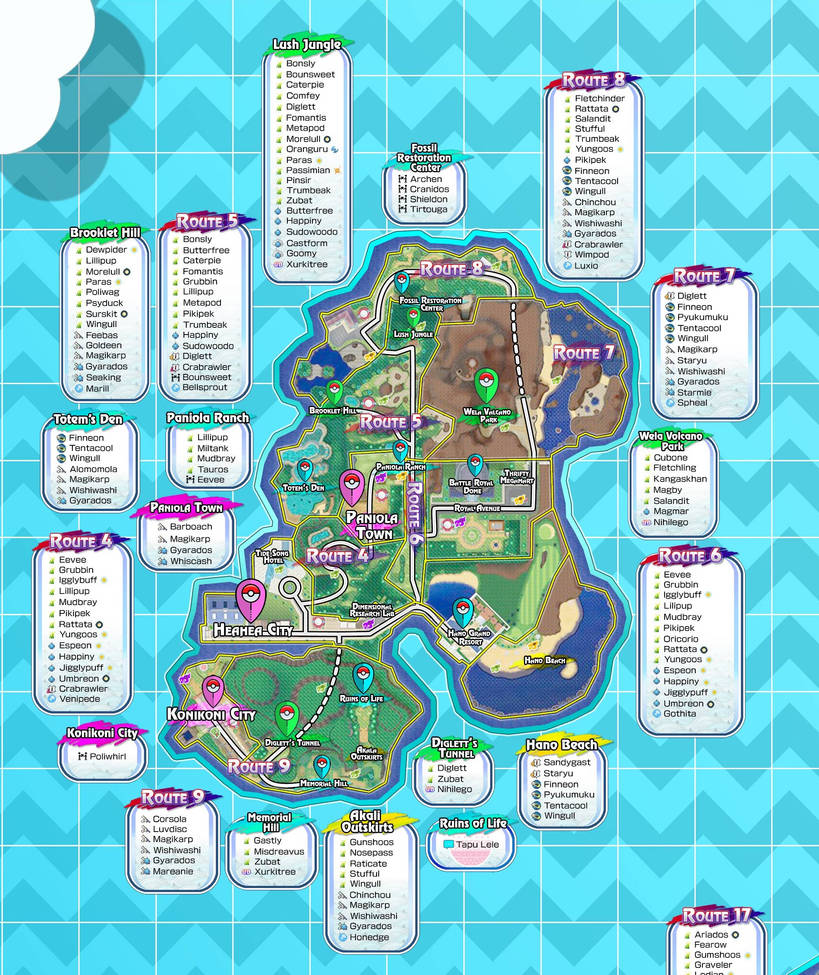 Lush Jungle
Bonsly
Bounsweet
Caterpie
Comfey
Diglett
Fomantis
Metapod
Morelull
Oranguru
Paras
Passimian
Pinsir
Trumbeak
Zubat
Butterfree
Happiny
Sudowoodo
Castform
Goomy
Xurkitree
Fossil
Restoration
Center
Archen
Cranidos
Shieldon
Tirtouga
Route 8
Fletchinder
Rattata
Salandit
Stufful
Trumbeak
Yungoos
Pikipek
Finneon
Tentacool
Wingull
Chinchou
Magikarp
Wishiwashi
Gyarados
Crabrawler
Wimpod
Luxio
Brooklet Hill
Dewpider
Lillipup
Morelull
Paras
Poliwag
Psyduck
Surskit
Wingull
Feebas
Goldeen
Magikarp
Gyarados
Seaking
Marill
Route 5
Bonsly
Butterfree
Caterpie
Fomantis
Grubbin
Lillipup
Metapod
Pikipek
Trumbeak
Happiny
Sudowoodo
Diglett
Crabrawler
Bounsweet
Bellsprout
Route 7
Diglett
Finneon
Pyukumuku
Tentacool
Wingull
Magikarp
Staryu
Wishiwashi
Gyarados
Starmie
Spheal
Totem's Den
Finneon
Tentacool
Wingull
Alomomola
Magikarp
Wishiwashi
Gyarados
Paniola Ranch
Lillipup
Miltank
Mudbray
Tauros
Eevee
Wela Volcano
Park
Cubone
Fletchling
Kangaskhan
Magby
Salandit
Magmar
Nihilego
Paniola Town
Barboach
Magikarp
Gyarados
Whiscash
Route 4
Eevee
Grubbin
Igglybuff
Lillipup
Mudbray
Pikipek
Rattata
Yungoos
Espeon
Happiny
Jigglypuff
Umbreon
Crabrawler
Venipede
Route 6
Eevee
Grubbin
Igglybuff
Lillipup
Mudbray
Pikipek
Oricorio
Rattata
Yungoos
Espeon
Happiny
Jigglypuff
Umbreon
Gothita
Route 8
Fossil Restoration
Center
Lush Jungle
Route 7
Brooklet Hill
Route 5
Wela Volcano
Park
Totem's Den
Paniola Ranch
Battle Royal
Dome
Thrifty
Megamart
Paniola
Town
Route 6
Royal Avenue
Tide Song
Hotel
Route 4
Dimensional
Research Lab
Heahea City
Hano Grand
Resort
Hano Beach
Ruins of Life
Konikoni City
Diglett's Tunnel
Akala
Outskirts
Route 9
Memorial Hill
Konikoni City
Poliwhirl
Diglett's
Tunnel
Diglett
Zubat
Nihilego
Hano Beach
Sandygast
Staryu
Finneon
Pyukumuku
Tentacool
Wingull
Route 9
Corsola
Luvdisc
Magikarp
Wishiwashi
Gyarados
Mareanie
Memorial
Hill
Gastly
Misdreavus
Zubat
Xurkitree
Akali
Outskirts
Gunshoos
Nosepass
Raticate
Stufful
Wingull
Chinchou
Magikarp
Wishiwashi
Gyarados
Honedge
Ruins of Life
Tapu Lele
Route 17
Ariados
Fearow
Gumshoos
Graveler
Ledian